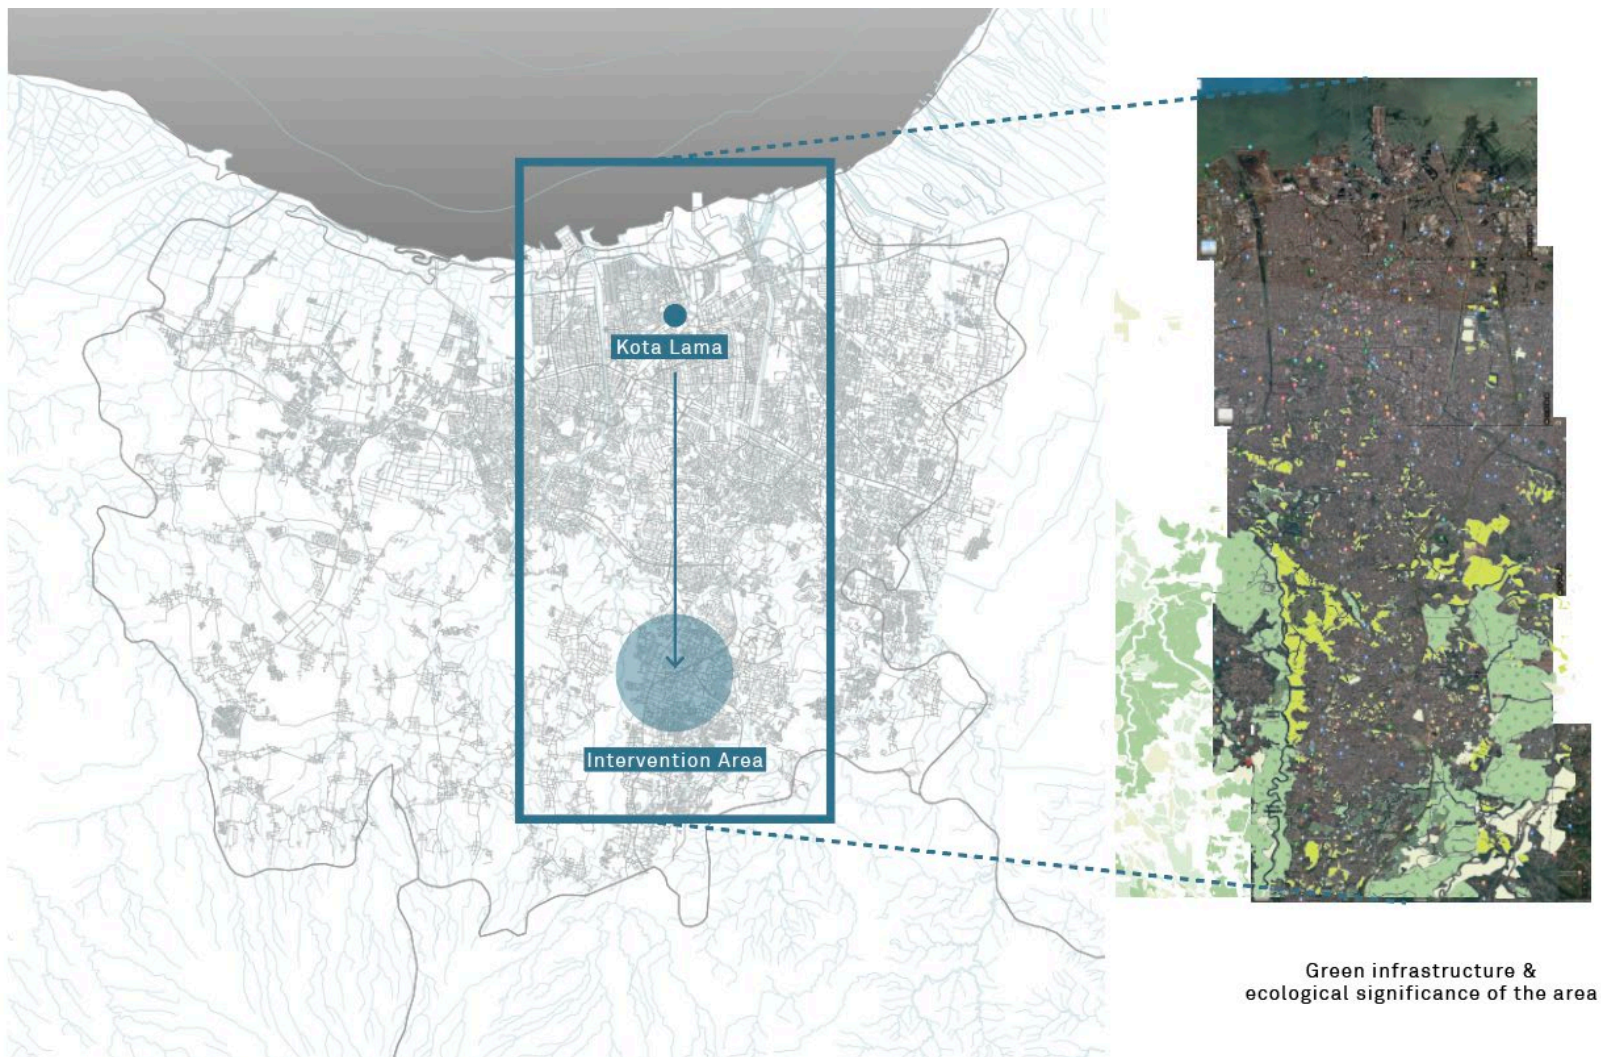 Kota Lama
Intervention Area
Green infrastructure &
ecological significance of the area